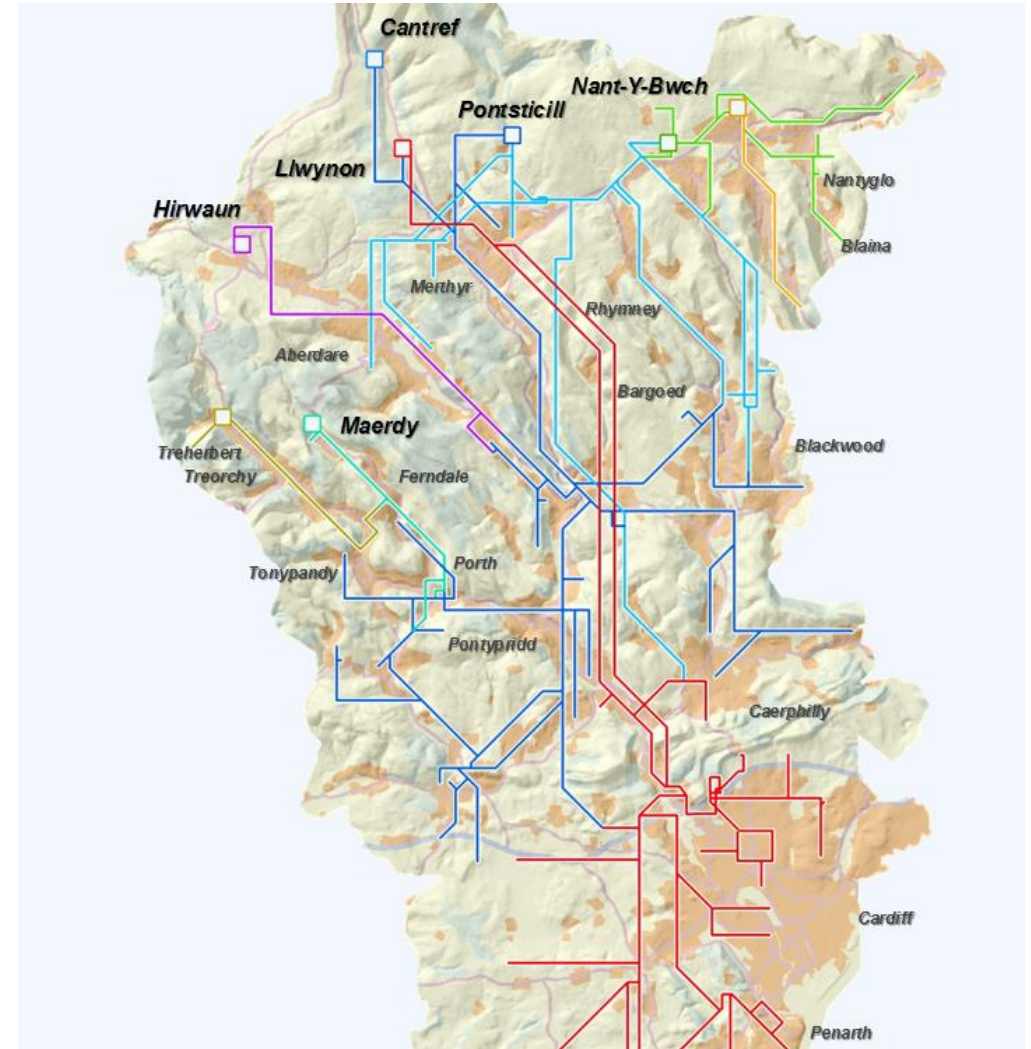 Cantref
Nant-Y-Bwch
Pontsticill
Llwynon
Nantyglo
Hirwaun
Blaina
Merthyr
Rhymney
Aberdare
Bargoed
Maerdy
Blackwood
Treherbert
Treorchy
Ferndale
Porth
Tonypandy
Pontypridd
Caerphilly
Cardiff
Penarth